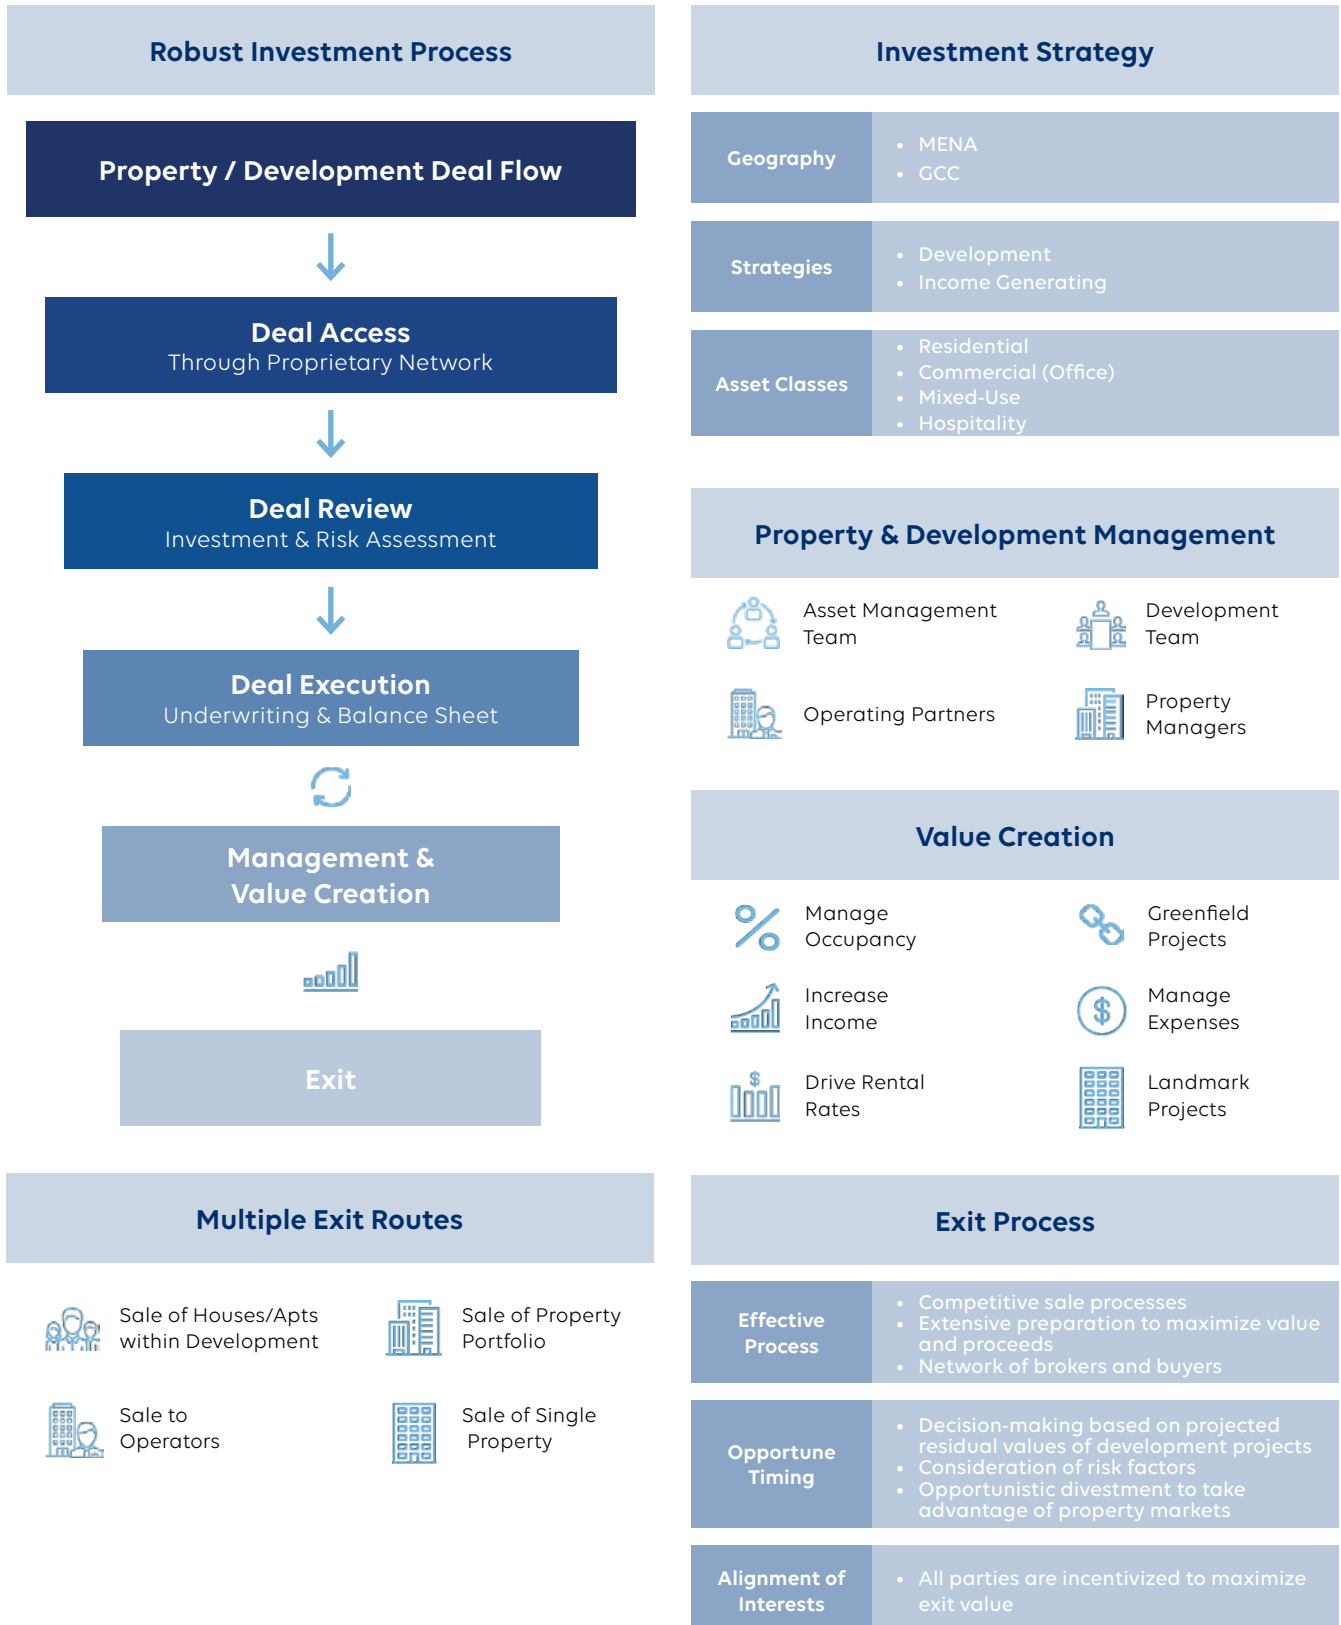 Robust Investment Process
Property / Development Deal Flow
Deal Access
Through Proprietary Network
Deal Review
Investment & Risk Assessment
Deal Execution
Underwriting & Balance Sheet
Management &
Value Creation
Exit
Multiple Exit Routes
Sale of Houses/Apts
within Development
Sale of Property
Portfolio
Sale to
Operators
Sale of Single
Property
Investment Strategy
Geography
• MENA
• GCC
Strategies
• Development
• Income Generating
Asset Classes
• Residential
• Commercial (Office)
• Mixed-Use
• Hospitality
Property & Development Management
Asset Management
Team
Development
Team
Operating Partners
Property
Managers
Value Creation
Manage
Occupancy
Greenfield
Projects
Increase
Income
Manage
Expenses
Drive Rental
Rates
Landmark
Projects
Exit Process
Effective
Process
• Competitive sale processes
• Extensive preparation to maximize value
and proceeds
• Network of brokers and buyers
Opportune
Timing
• Decision-making based on projected
residual values of development projects
• Consideration of risk factors
• Opportunistic divestment to take
advantage of property markets
Alignment of
Interests
• All parties are incentivized to maximize
exit value